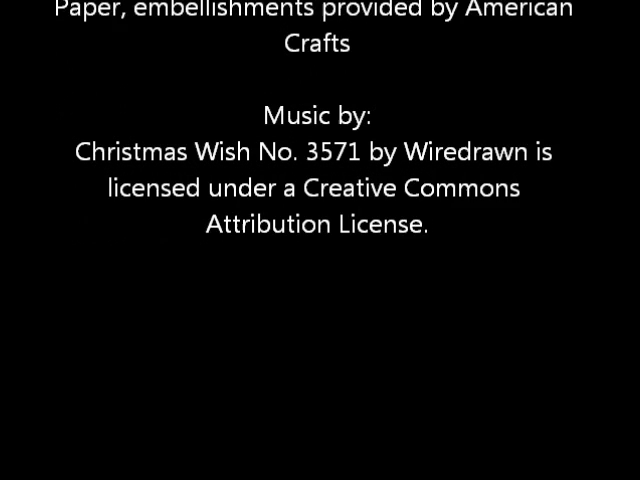 Paper, embellishments provided by American
Crafts
Music by:
Christmas Wish No. 3571 by Wiredrawn is
licensed under a Creative Commons
Attribution License.